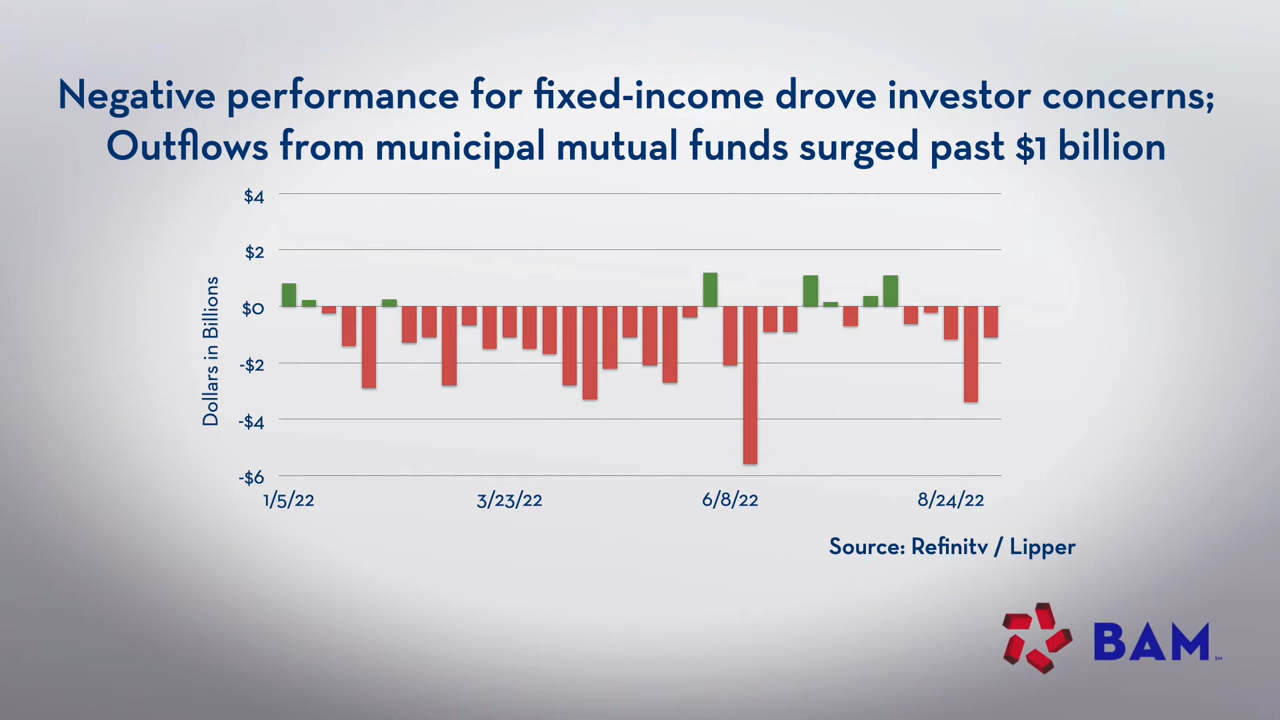 Negative performance for fixed-income drove investor concerns;
Outflows from municipal mutual funds surged past $1 billion
$4
$2
$0
-$2
-$4
-$6
Dollars in Billions
1/5/22 3/23/22 6/8/22 8/24/22
Source: Refinitv / Lipper
BAM SM